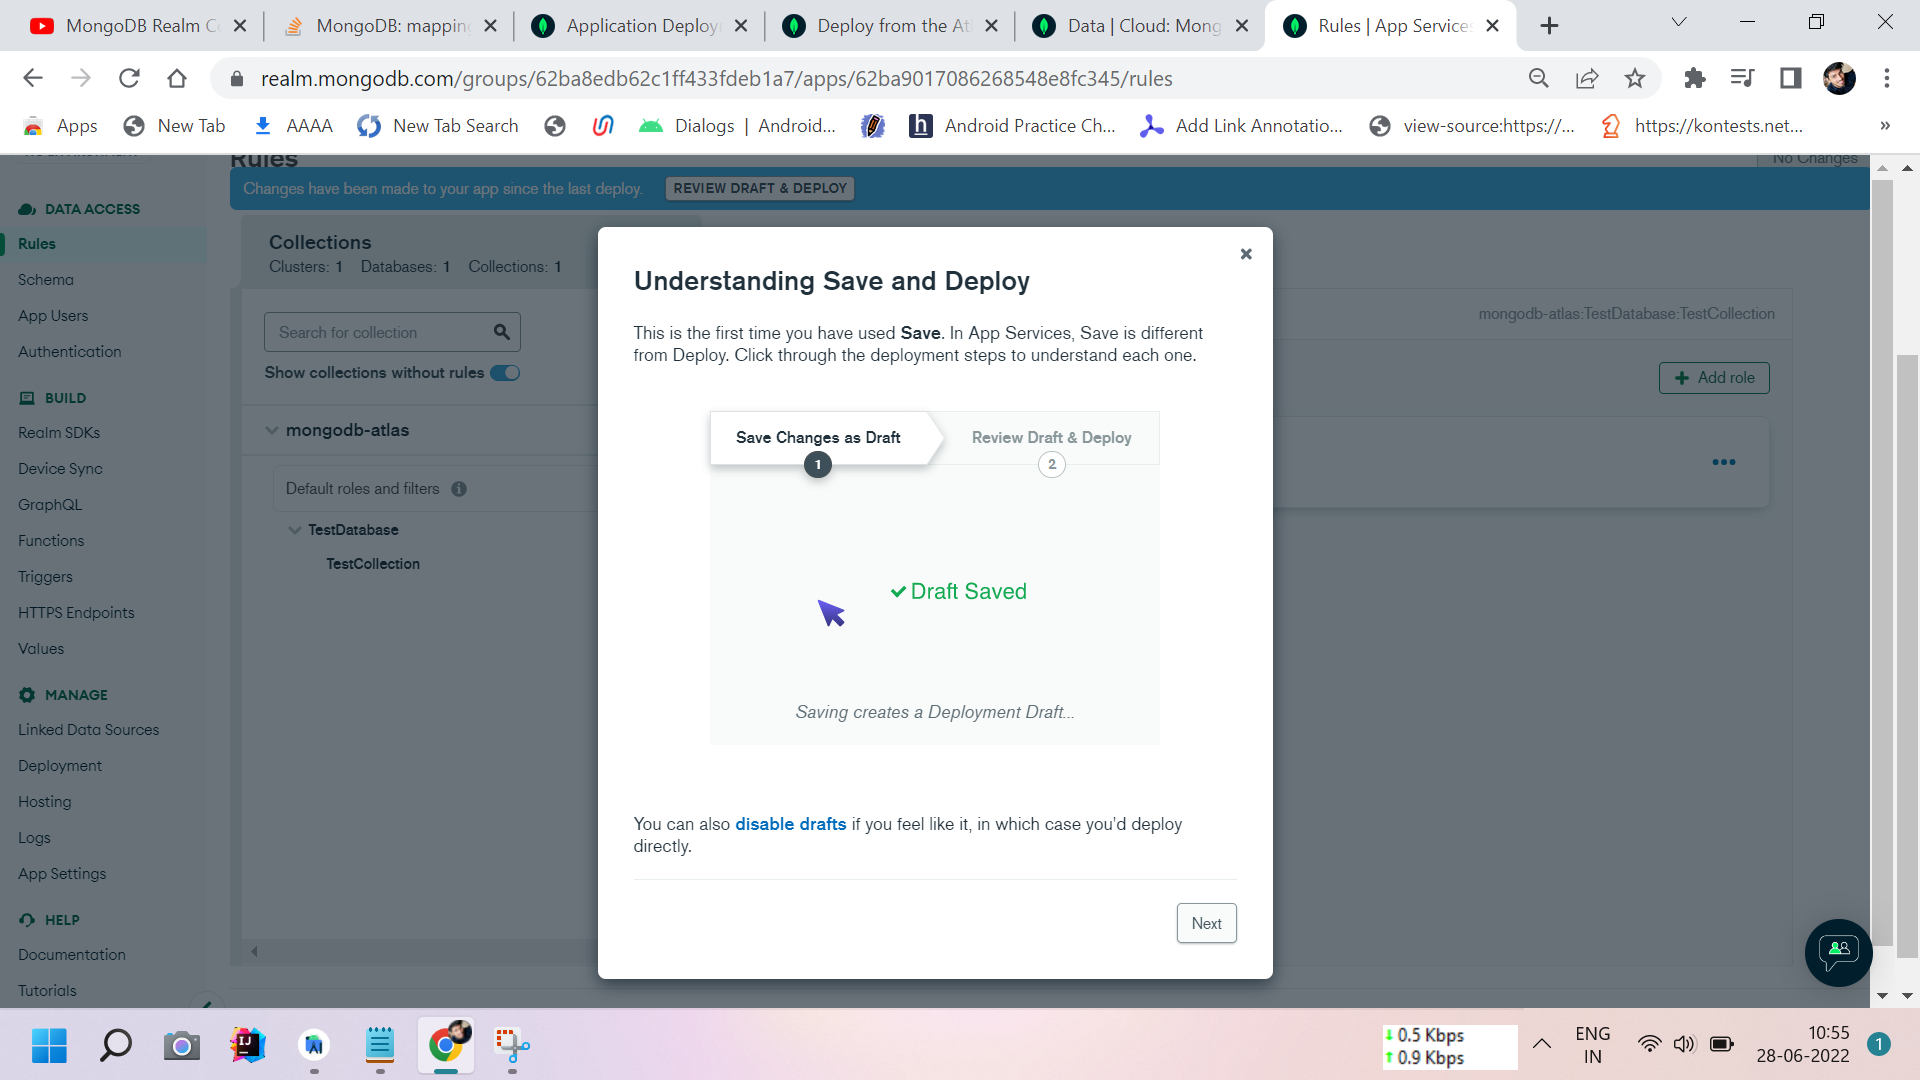 MongoDB Realm C
MongoDB: mapping
Application Deploy
Deploy from the At
Data | Cloud: Mong
Rules | App Services
realm.mongodb.com/groups/62ba8edb62c1ff433fdeb1a7/apps/62ba9017086268548e8fc345/rules
Apps
New Tab
AAAA
New Tab Search
Dialogs | Android...
h
Android Practice Ch...
Add Link Annotatio...
view-source:https://...
https://kontests.net...
»
Rules
No Changes
Changes have been made to your app since the last deploy.
REVIEW DRAFT & DEPLOY
DATA ACCESS
Rules
Schema
App Users
Authentication
BUILD
Realm SDKs
Device Sync
GraphQL
Functions
Triggers
HTTPS Endpoints
Values
MANAGE
Linked Data Sources
Deployment
Hosting
Logs
App Settings
HELP
Documentation
Tutorials
Collections
Clusters: 1 Databases: 1 Collections: 1
Search for collection
Show collections without rules
mongodb-atlas
Default roles and filters
TestDatabase
TestCollection
mongodb-atlas:TestDatabase:TestCollection
Add role
Understanding Save and Deploy
This is the first time you have used Save. In App Services, Save is different
from Deploy. Click through the deployment steps to understand each one.
Save Changes as Draft
1
Review Draft & Deploy
2
Draft Saved
Saving creates a Deployment Draft...
You can also disable drafts if you feel like it, in which case you'd deploy
directly.
Next
IJ
0.5 Kbps
0.9 Kbps
ENG
IN
10:55
28-06-2022
1